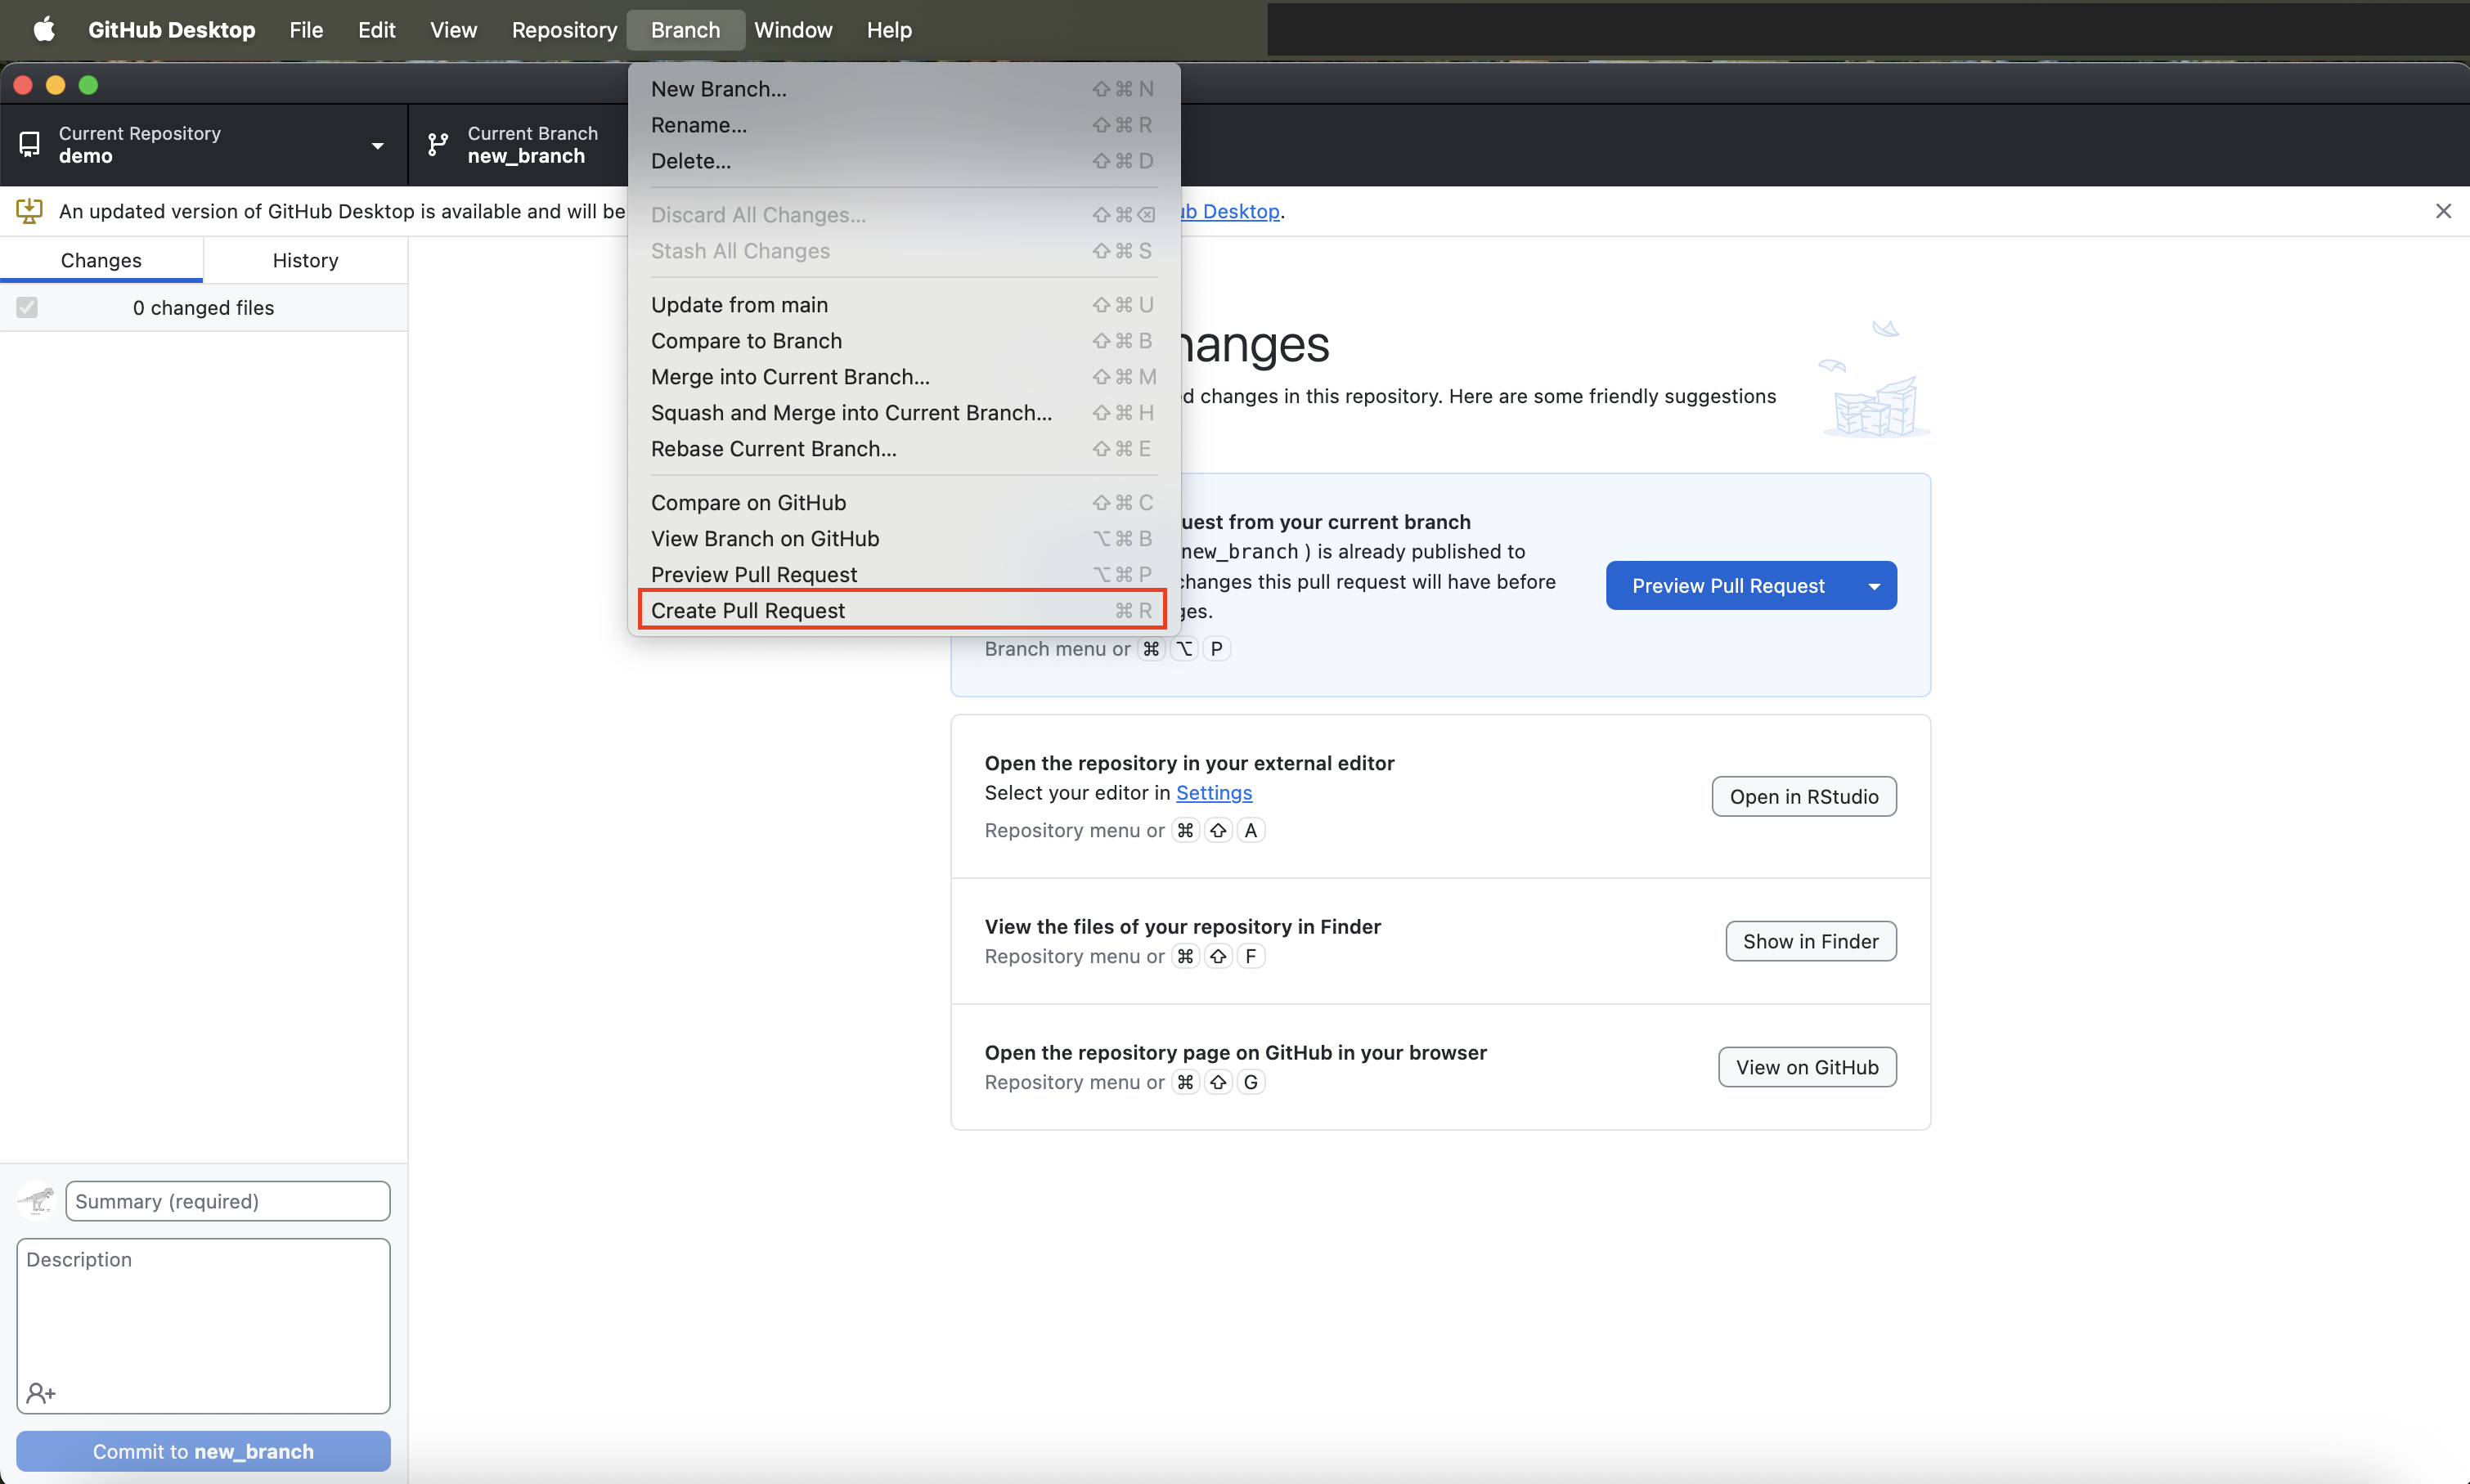 GitHub Desktop File Edit View Repository Branch Window Help
Current Repository
demo
Current Branch
new_branch
An updated version of GitHub Desktop is available and will be
ub Desktop.
Changes History
0 changed files
New Branch... ⇧⌘N
Rename... ⇧⌘R
Delete... ⇧⌘D
Discard All Changes... ⇧⌘⌫
Stash All Changes ⇧⌘S
Update from main ⇧⌘U
Compare to Branch ⇧⌘B
Merge into Current Branch... ⇧⌘M
Squash and Merge into Current Branch... ⇧⌘H
Rebase Current Branch... ⇧⌘E
Compare on GitHub ⇧⌘C
View Branch on GitHub ⌥⌘B
Preview Pull Request ⌥⌘P
Create Pull Request ⌘R
hanges
d changes in this repository. Here are some friendly suggestions
uest from your current branch
new_branch ) is already published to
changes this pull request will have before
ges.
Branch menu or ⌘ ⌥ P
Preview Pull Request
Open the repository in your external editor
Select your editor in Settings
Repository menu or ⌘ ⇧ A
Open in RStudio
View the files of your repository in Finder
Repository menu or ⌘ ⇧ F
Show in Finder
Open the repository page on GitHub in your browser
Repository menu or ⌘ ⇧ G
View on GitHub
Summary (required)
Description
Commit to new_branch